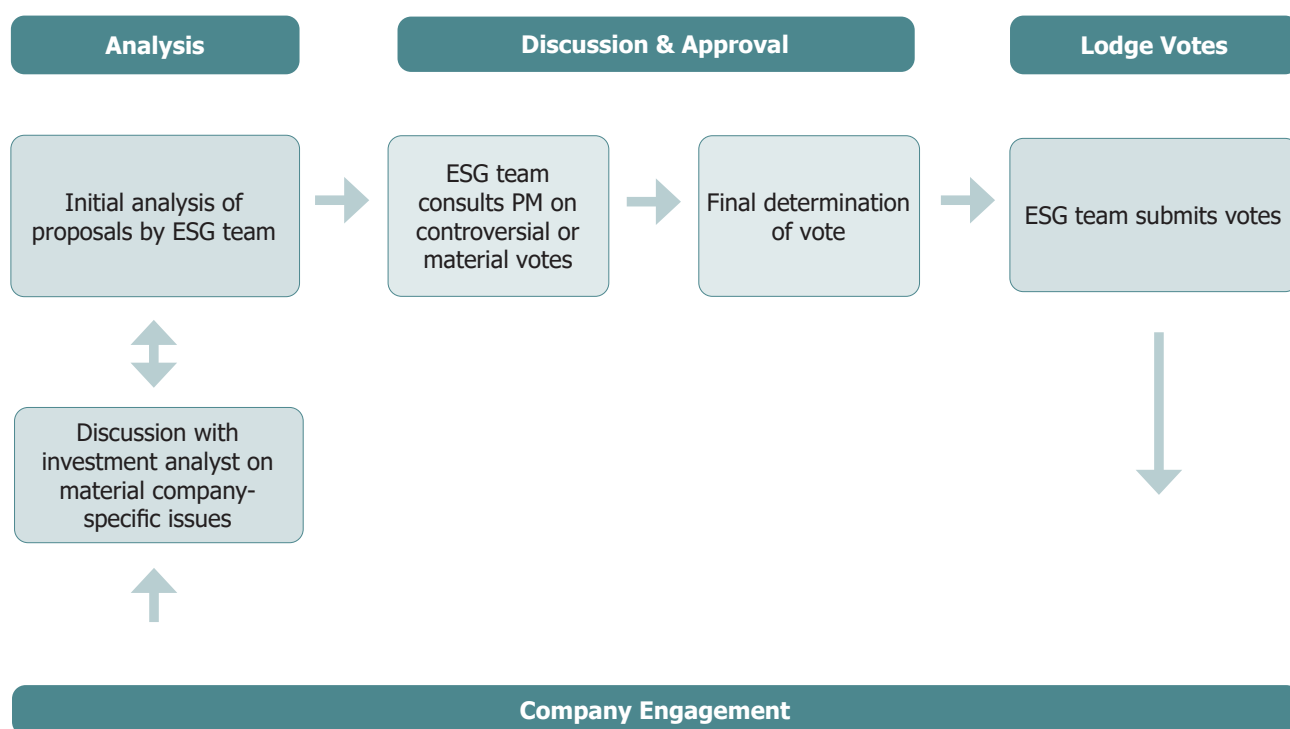 Analysis
Discussion & Approval
Lodge Votes
Initial analysis of
proposals by ESG team
ESG team
consults PM on
controversial or
material votes
Final determination
of vote
ESG team submits votes
Discussion with
investment analyst on
material company-
specific issues
Company Engagement